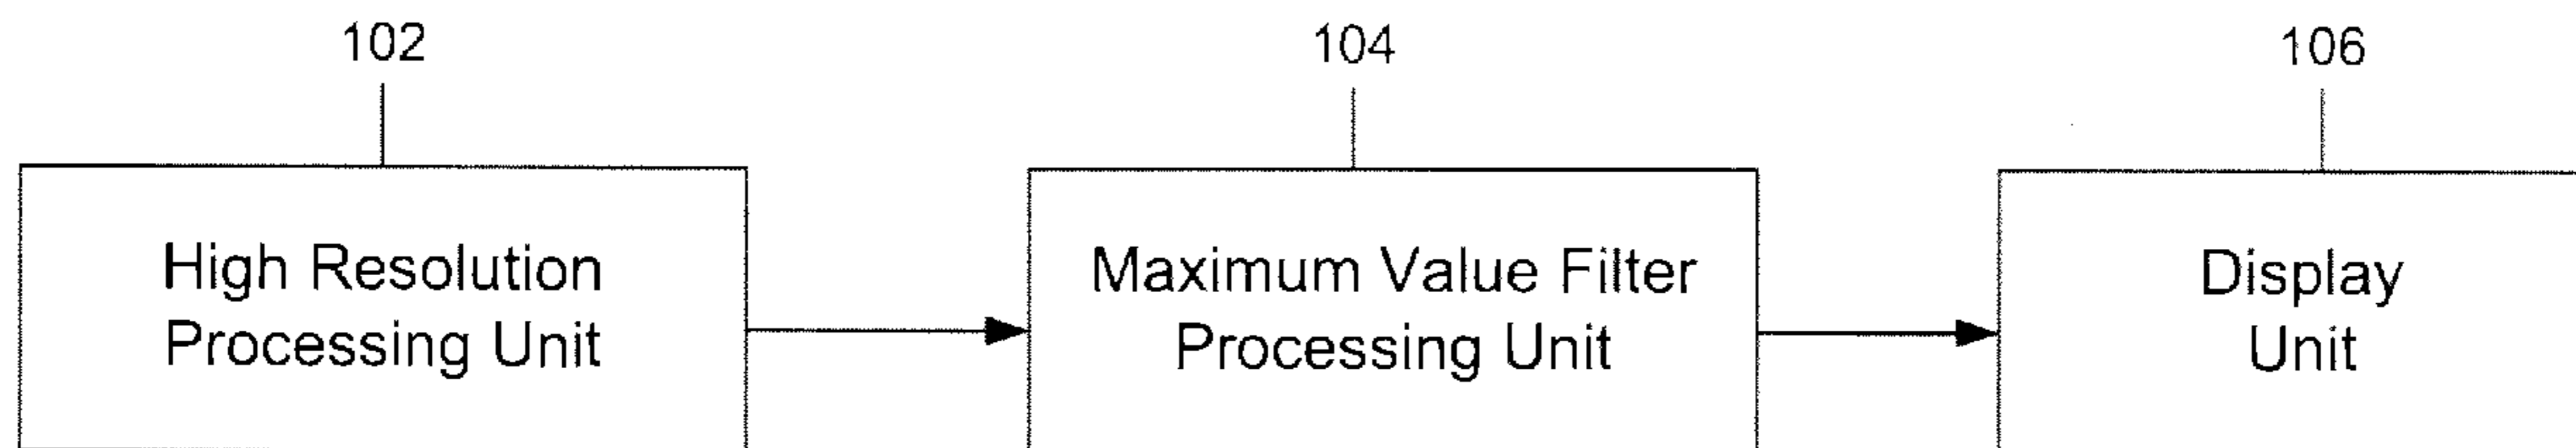 102
104
106
High Resolution
Processing Unit
Maximum Value Filter
Processing Unit
Display
Unit